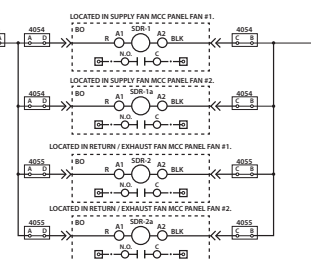 LOCATED IN SUPPLY FAN MCC PANEL FAN #1.
4054 BO SDR-1 4054
A D R A1 A2 BLK C B
N.O. C
LOCATED IN SUPPLY FAN MCC PANEL FAN #2.
4054 BO SDR-1a 4054
A D R A1 A2 BLK C B
N.O. C
LOCATED IN RETURN / EXHAUST FAN MCC PANEL FAN #1.
4055 BO SDR-2 4055
A D R A1 A2 BLK C B
N.O. C
LOCATED IN RETURN / EXHAUST FAN MCC PANEL FAN #2.
4055 BO SDR-2a 4055
A D R A1 A2 BLK C B
N.O. C